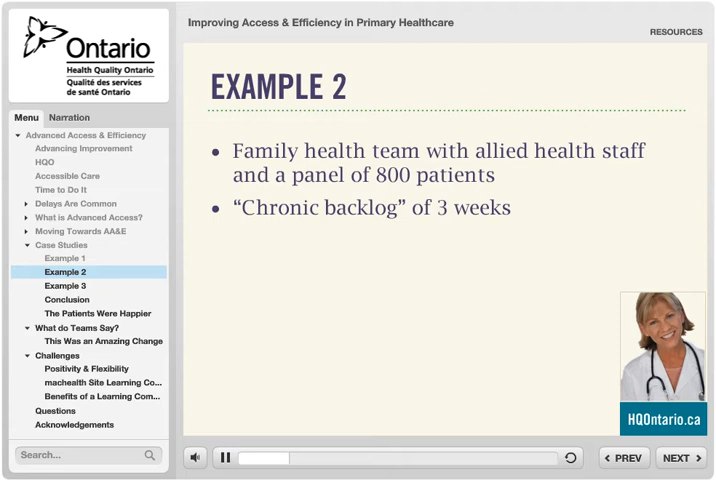 Ontario
Health Quality Ontario
Qualité des services
de santé Ontario
Improving Access & Efficiency in Primary Healthcare
RESOURCES
Menu
Narration
Advanced Access & Efficiency
Advancing Improvement
HQO
Accessible Care
Time to Do It
Delays Are Common
What is Advanced Access?
Moving Towards AA&E
Case Studies
Example 1
Example 2
Example 3
Conclusion
The Patients Were Happier
What do Teams Say?
This Was an Amazing Change
Challenges
Positivity & Flexibility
machealth Site Learning Co...
Benefits of a Learning Com...
Questions
Acknowledgements
Search...
EXAMPLE 2
• Family health team with allied health staff
and a panel of 800 patients
• “Chronic backlog” of 3 weeks
HQOntario.ca
PREV
NEXT